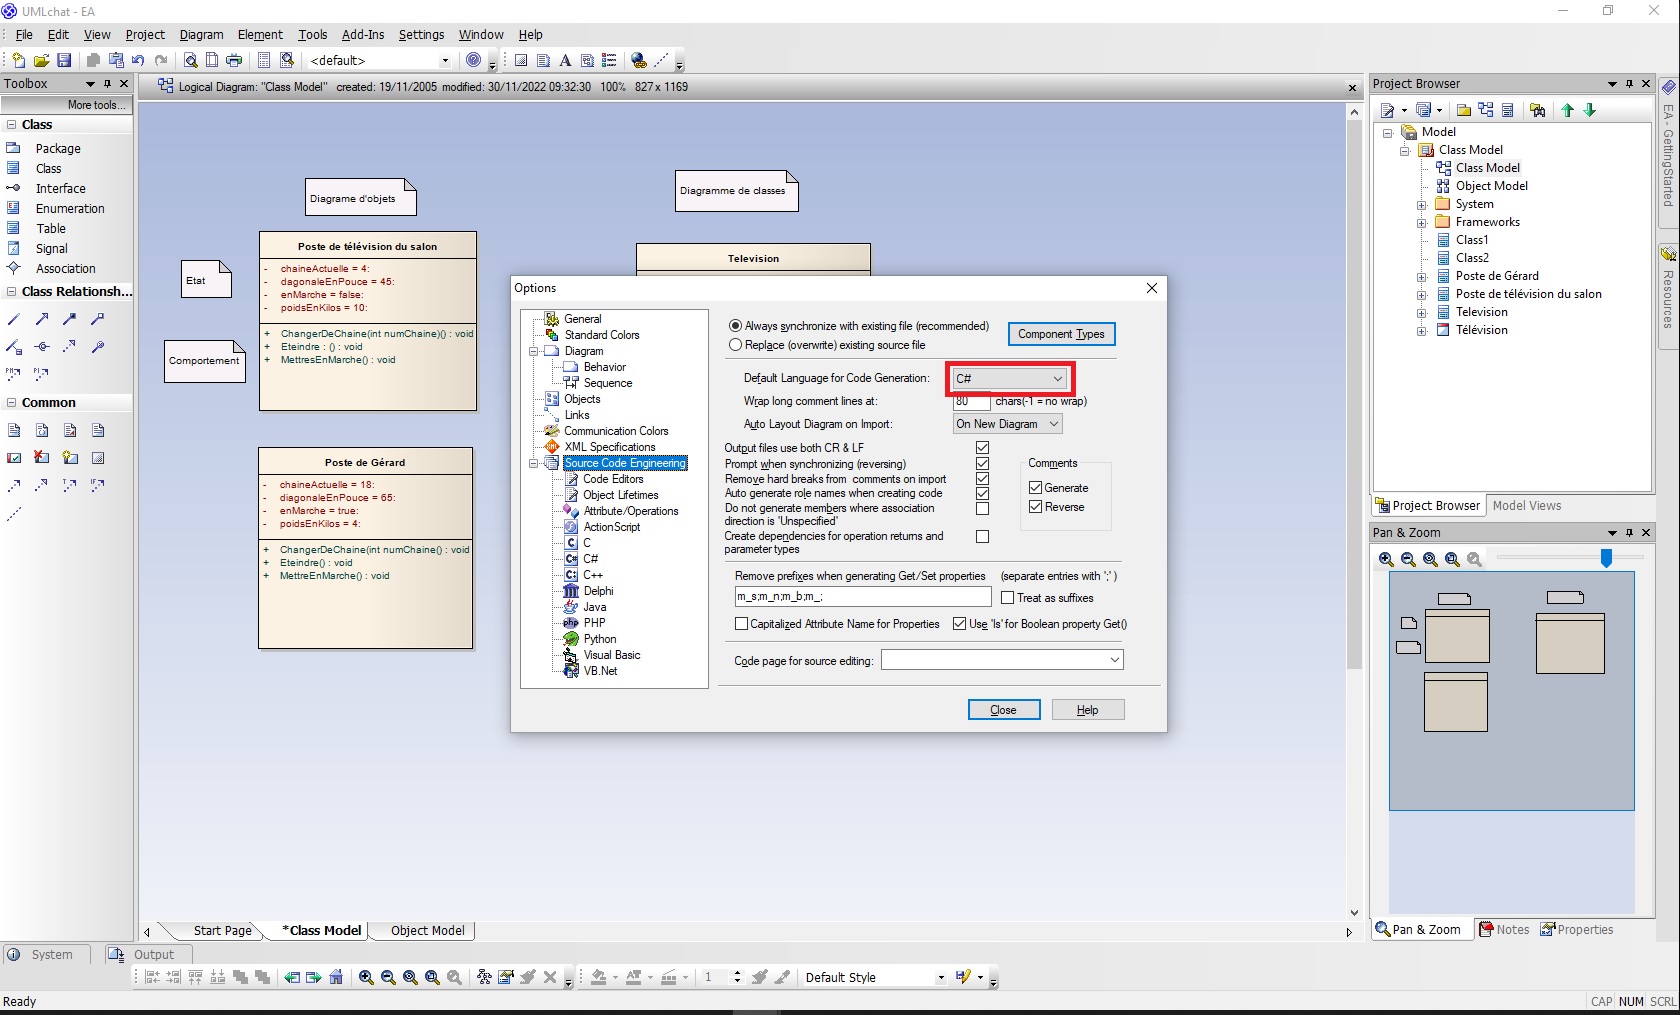 UMLchat - EA
File Edit View Project Diagram Element Tools Add-Ins Settings Window Help
<default>
Toolbox
More tools...
Class
Package
Class
Interface
Enumeration
Table
Signal
Association
Class Relationsh...
Common
Logical Diagram: "Class Model" created: 19/11/2005 modified: 30/11/2022 09:32:30 100% 827 x 1169
Diagrame d'objets
Diagramme de classes
Etat
Comportement
Poste de télévision du salon
- chaineActuelle = 4:
- dagonaleEnPouce = 45:
- enMarche = false:
- poidsEnKilos = 10:
+ ChangerDeChaine(int numChaine)() : void
+ Eteindre : () : void
+ MettresEnMarche() : void
Television
Poste de Gérard
- chaineActuelle = 18:
- diagonaleEnPouce = 65:
- enMarche = true:
- poidsEnKilos = 4:
+ ChangerDeChaine(int numChaine() : void
+ Eteindre() : void
+ MettreEnMarche() : void
Options
General
Standard Colors
Diagram
Behavior
Sequence
Objects
Links
Communication Colors
XML Specifications
Source Code Engineering
Code Editors
Object Lifetimes
Attribute/Operations
ActionScript
C
C#
C++
Delphi
Java
PHP
Python
Visual Basic
VB.Net
Always synchronize with existing file (recommended)
Replace (overwrite) existing source file
Component Types
Default Language for Code Generation: C#
Wrap long comment lines at: 80 chars(-1 = no wrap)
Auto Layout Diagram on Import: On New Diagram
Output files use both CR & LF
Prompt when synchronizing (reversing)
Remove hard breaks from comments on import
Auto generate role names when creating code
Do not generate members where association
direction is 'Unspecified'
Create dependencies for operation returns and
parameter types
Comments
Generate
Reverse
Remove prefixes when generating Get/Set properties (separate entries with ';' )
m_s;m_n;m_b;m_;
Treat as suffixes
Capitalized Attribute Name for Properties
Use 'Is' for Boolean property Get()
Code page for source editing:
Close
Help
Project Browser
Model
Class Model
Class Model
Object Model
System
Frameworks
Class1
Class2
Poste de Gérard
Poste de télévision du salon
Television
Télévision
Project Browser
Model Views
Pan & Zoom
Pan & Zoom
Notes
Properties
EA - GettingStarted
Resources
Start Page
*Class Model
Object Model
System
Output
1
Default Style
Ready
CAP NUM SCRL